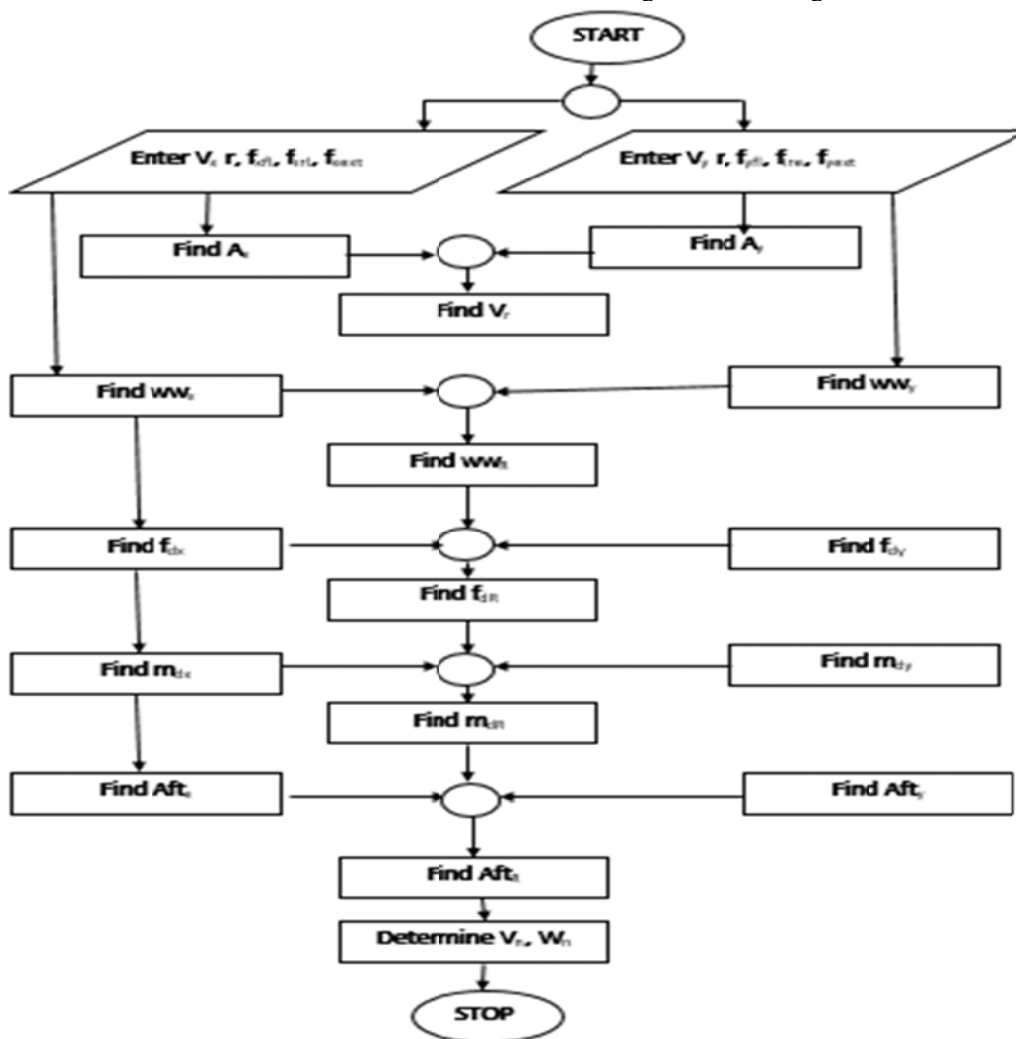 START
Enter V r,
Enter V r,
Find A
Find A
Find V
Find ww
Find ww
Find ww
Find f
Find f
Find f
Find m
Find m
Find m
Find Aft
Find Aft
Find Aft
Determine V , W
STOP